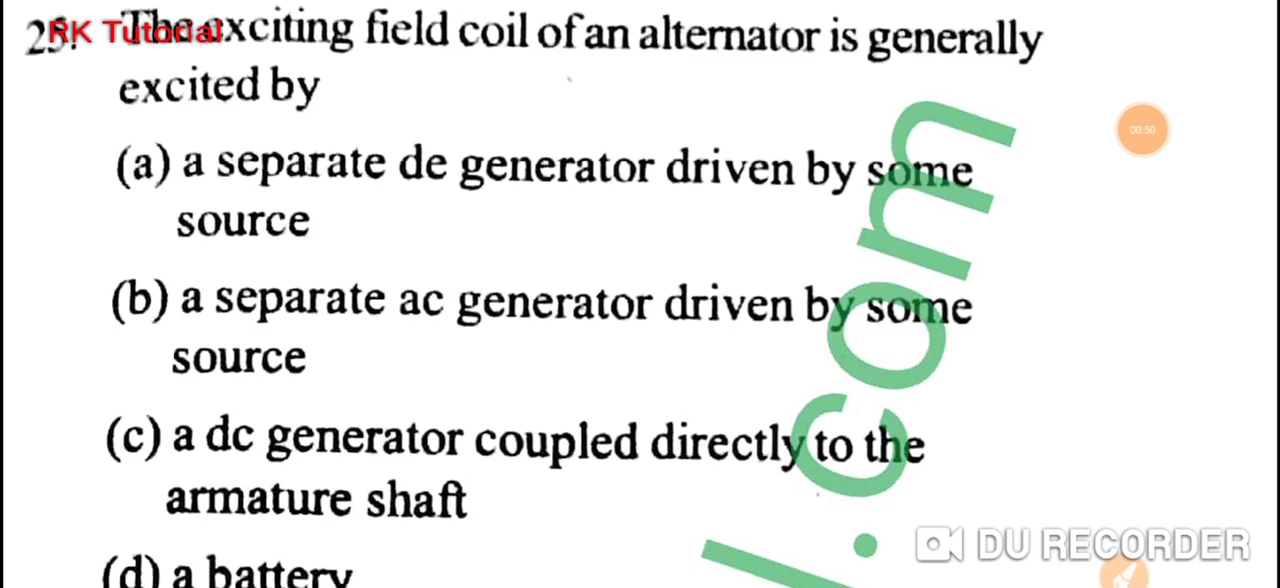 RK Tutorial
25. The exciting field coil of an alternator is generally
excited by
00:50
(a) a separate de generator driven by some
source
(b) a separate ac generator driven by some
source
(c) a dc generator coupled directly to the
armature shaft
(d) a battery
l.com
DU RECORDER